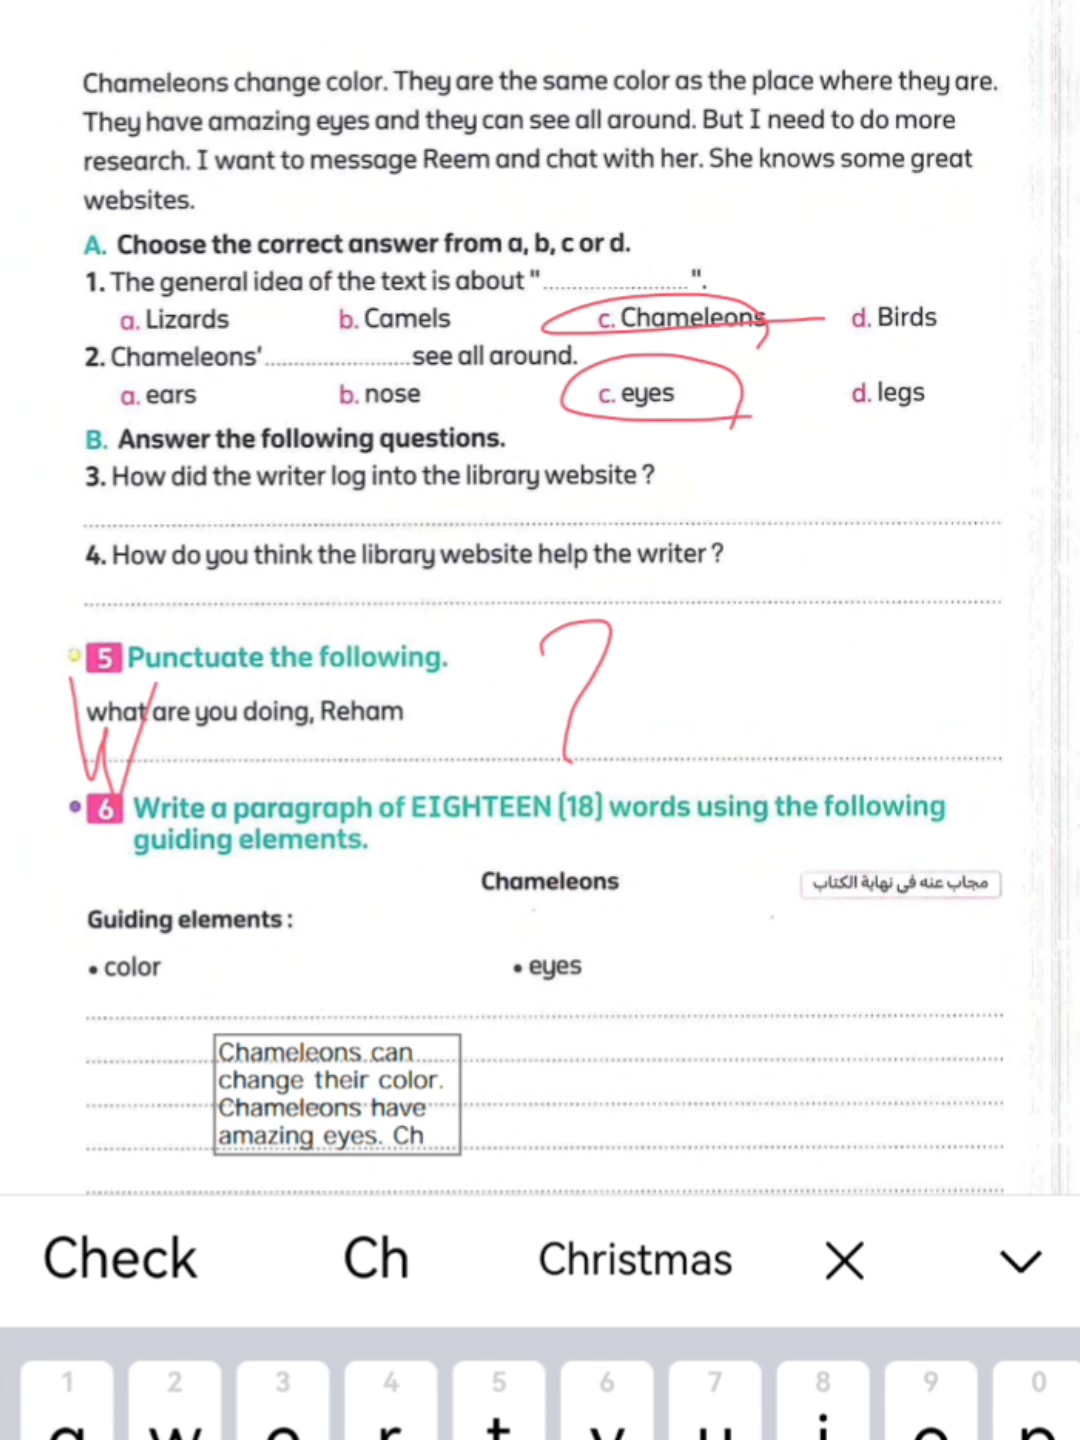 Chameleons change color. They are the same color as the place where they are.
They have amazing eyes and they can see all around. But I need to do more
research. I want to message Reem and chat with her. She knows some great
websites.
A. Choose the correct answer from a, b, c or d.
1. The general idea of the text is about "....................".
a. Lizards b. Camels c. Chameleons d. Birds
2. Chameleons' .................... see all around.
a. ears b. nose c. eyes d. legs
B. Answer the following questions.
3. How did the writer log into the library website ?
4. How do you think the library website help the writer ?
5 Punctuate the following.
what are you doing, Reham
W ?
6 Write a paragraph of EIGHTEEN (18) words using the following
guiding elements.
Chameleons مجاب عنه فى نهاية الكتاب
Guiding elements :
• color • eyes
Chameleons can
change their color.
Chameleons have
amazing eyes. Ch
Check Ch Christmas
1 2 3 4 5 6 7 8 9 0